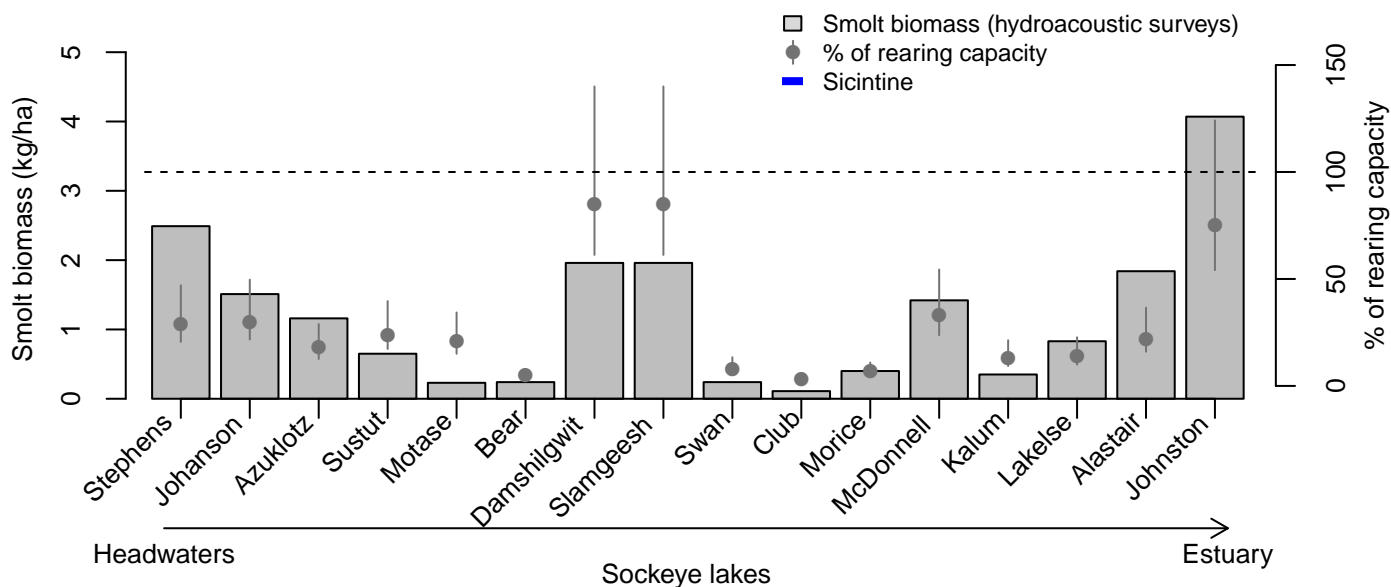 Smolt biomass (hydroacoustic surveys)
% of rearing capacity
Sicintine
Smolt biomass (kg/ha)
5
4
3
2
1
0
150
100
50
0
% of rearing capacity
Stephens
Johanson
Azuklotz
Sustut
Motase
Bear
Damshilgwit
Slamgeesh
Swan
Club
Morice
McDonnell
Kalum
Lakelse
Alastair
Johnston
Headwaters
Estuary
Sockeye lakes